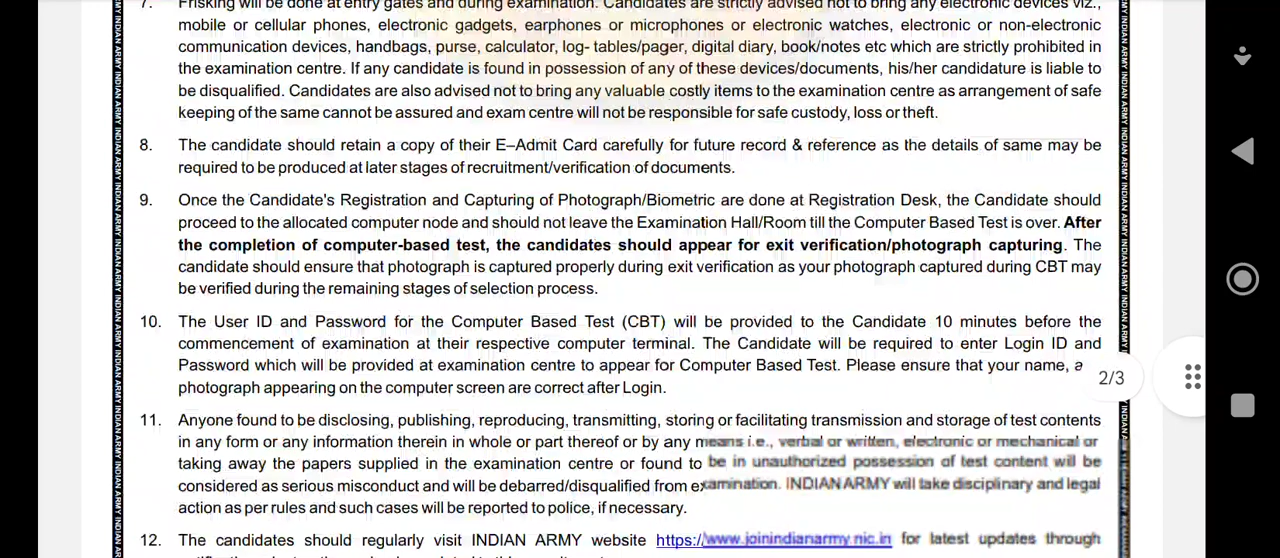 7. Frisking will be done at entry gates and during examination. Candidates are strictly advised not to bring any electronic devices viz.,
mobile or cellular phones, electronic gadgets, earphones or microphones or electronic watches, electronic or non-electronic
communication devices, handbags, purse, calculator, log- tables/pager, digital diary, book/notes etc which are strictly prohibited in
the examination centre. If any candidate is found in possession of any of these devices/documents, his/her candidature is liable to
be disqualified. Candidates are also advised not to bring any valuable costly items to the examination centre as arrangement of safe
keeping of the same cannot be assured and exam centre will not be responsible for safe custody, loss or theft.
8. The candidate should retain a copy of their E–Admit Card carefully for future record & reference as the details of same may be
required to be produced at later stages of recruitment/verification of documents.
9. Once the Candidate's Registration and Capturing of Photograph/Biometric are done at Registration Desk, the Candidate should
proceed to the allocated computer node and should not leave the Examination Hall/Room till the Computer Based Test is over. After
the completion of computer-based test, the candidates should appear for exit verification/photograph capturing. The
candidate should ensure that photograph is captured properly during exit verification as your photograph captured during CBT may
be verified during the remaining stages of selection process.
10. The User ID and Password for the Computer Based Test (CBT) will be provided to the Candidate 10 minutes before the
commencement of examination at their respective computer terminal. The Candidate will be required to enter Login ID and
Password which will be provided at examination centre to appear for Computer Based Test. Please ensure that your name, a
photograph appearing on the computer screen are correct after Login.
2/3
11. Anyone found to be disclosing, publishing, reproducing, transmitting, storing or facilitating transmission and storage of test contents
in any form or any information therein in whole or part thereof or by any means i.e., verbal or written, electronic or mechanical or
taking away the papers supplied in the examination centre or found to be in unauthorized possession of test content will be
considered as serious misconduct and will be debarred/disqualified from examination. INDIAN ARMY will take disciplinary and legal
action as per rules and such cases will be reported to police, if necessary.
12. The candidates should regularly visit INDIAN ARMY website https://www.joinindianarmy.nic.in for latest updates through